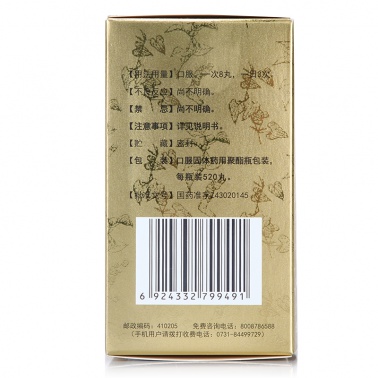 【用法用量】口服，一次8丸，一日3次
【不良反应】尚不明确。
【禁 忌】尚不明确。
【注意事项】详见说明书。
【贮 藏】密封。
【包 装】口服固体药用聚酯瓶包装，
每瓶装520丸。
【批准文号】国药准字Z43020145
6 924332 799491
邮政编码：410205 免费咨询电话：8008786588
（手机用户请拨打收费电话：0731-84499729）